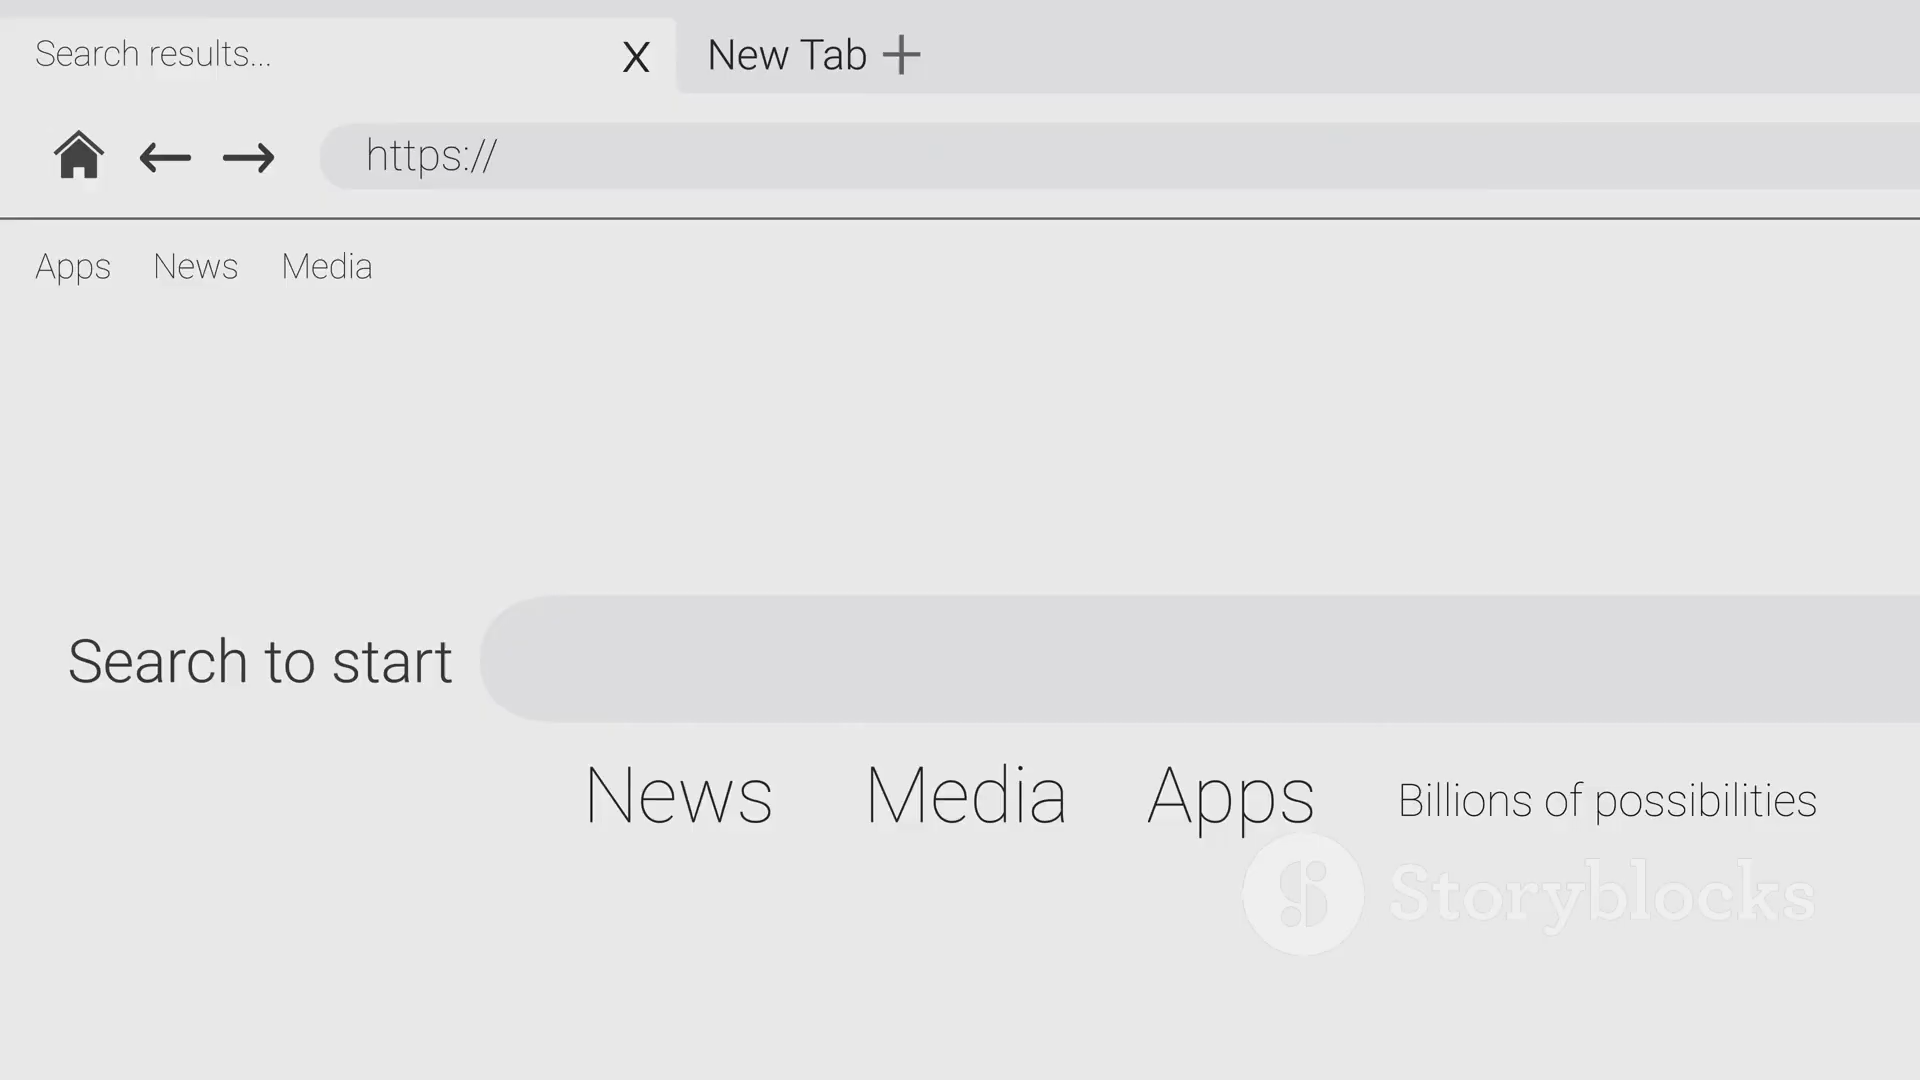 Search results... X New Tab +
https://
Apps News Media
Search to start
News Media Apps Billions of possibilities
Storyblocks